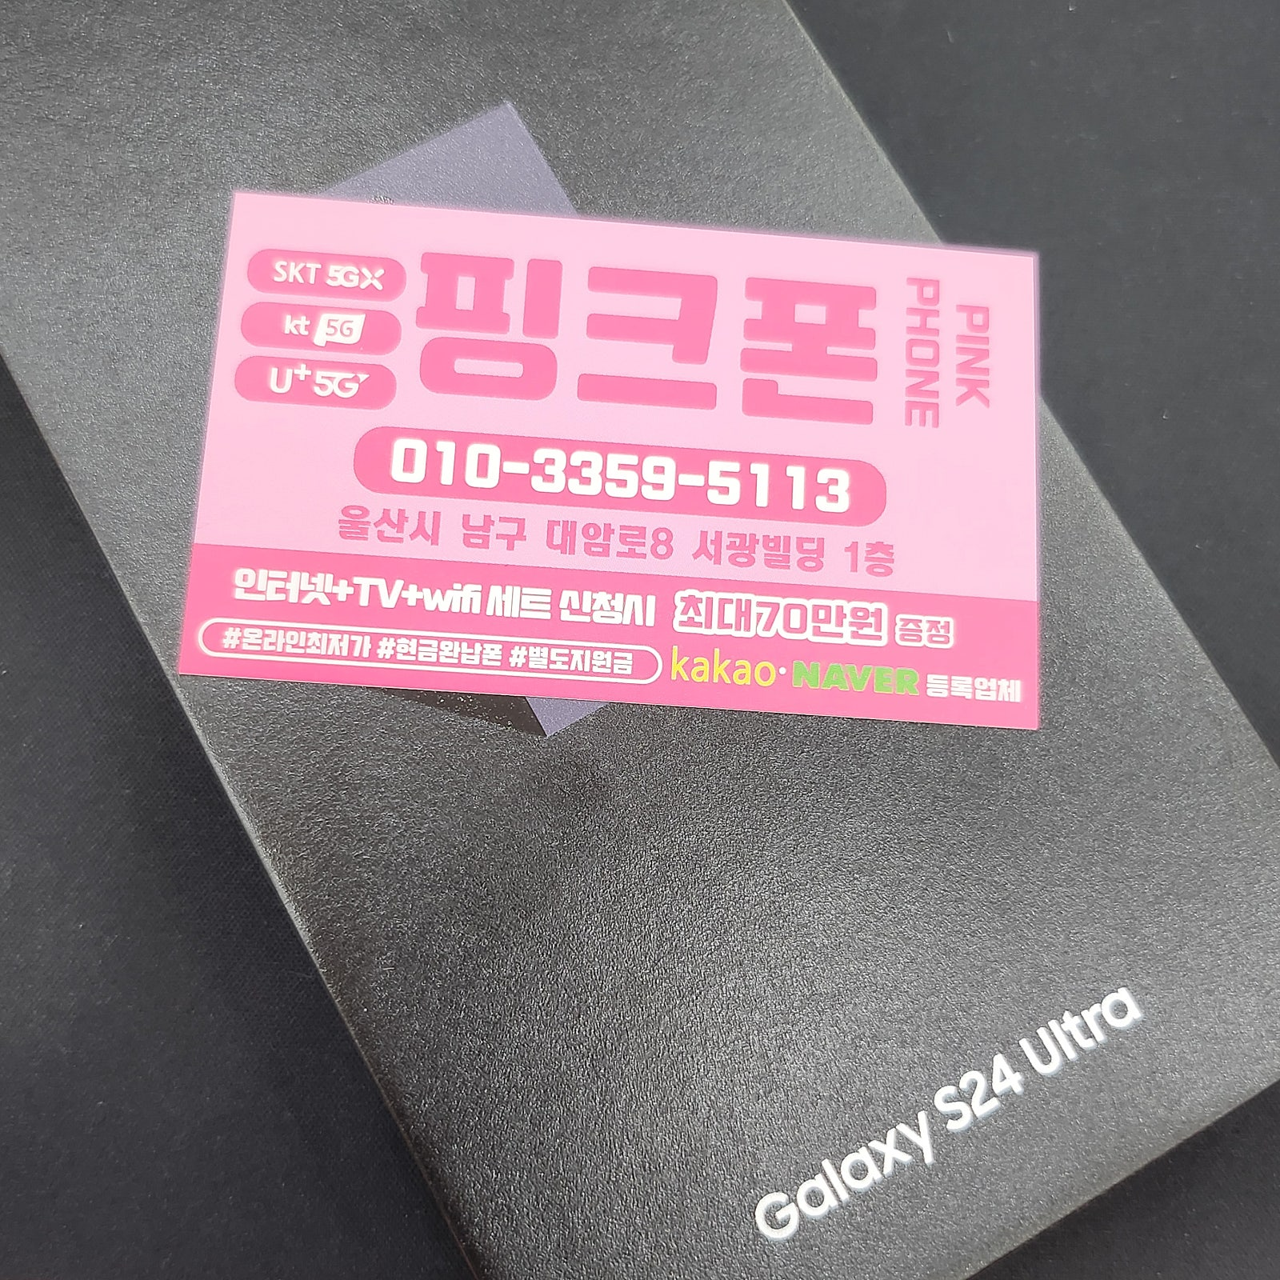 SKT 5GX
kt 5G
U+5G
핑크폰
PINK
PHONE
010-3359-5113
울산시 남구 대암로8 서광빌딩 1층
인터넷+TV+wifi 세트 신청시 최대70만원 증정
#온라인최저가 #현금완납폰 #별도지원금
kakao·NAVER 등록업체
Galaxy S24 Ultra